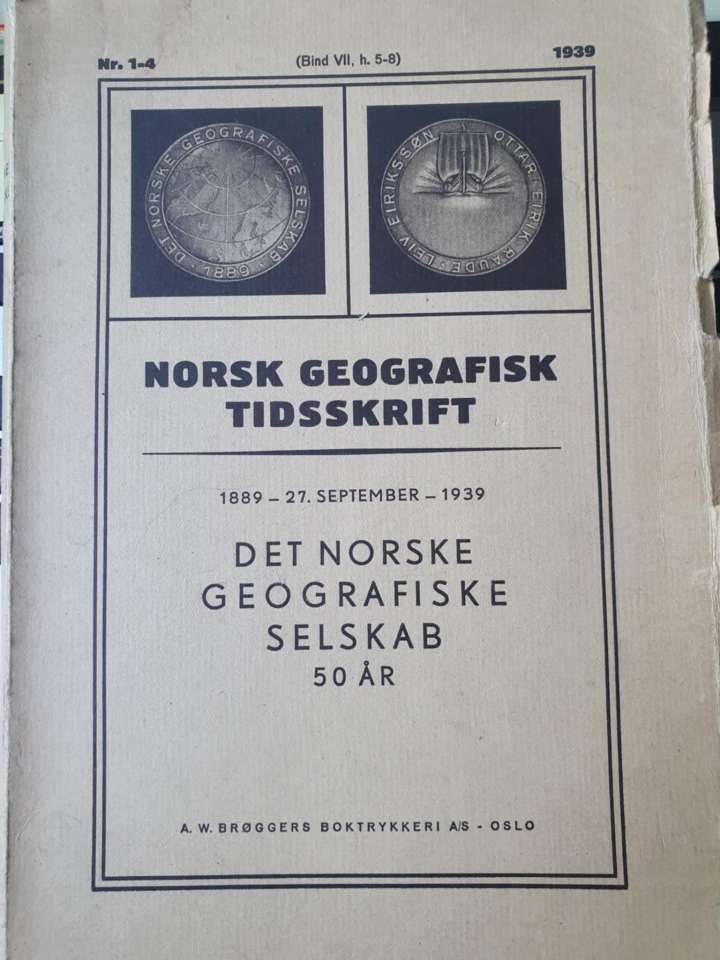 Nr. 1-4
(Bind VII, h. 5-8)
1939
DET NORSKE GEOGRAFISKE SELSKAB · 1889 ·
OTTAR · EIRIK RAUDE · LEIV EIRIKSSØN
NORSK GEOGRAFISK
TIDSSKRIFT
1889 – 27. SEPTEMBER – 1939
DET NORSKE
GEOGRAFISKE
SELSKAB
50 ÅR
A. W. BRØGGERS BOKTRYKKERI A/S - OSLO